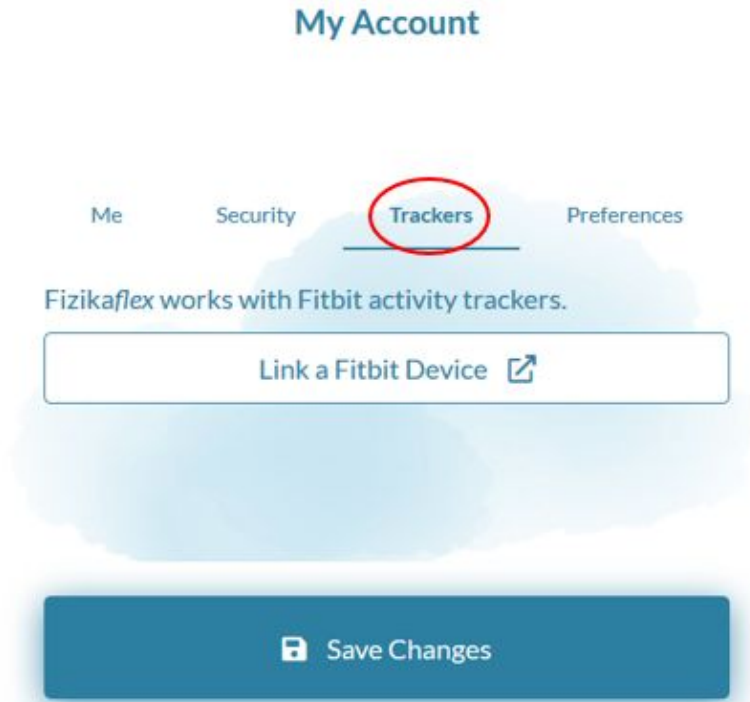 My Account
Me Security Trackers Preferences
Fizikaflex works with Fitbit activity trackers.
Link a Fitbit Device
Save Changes